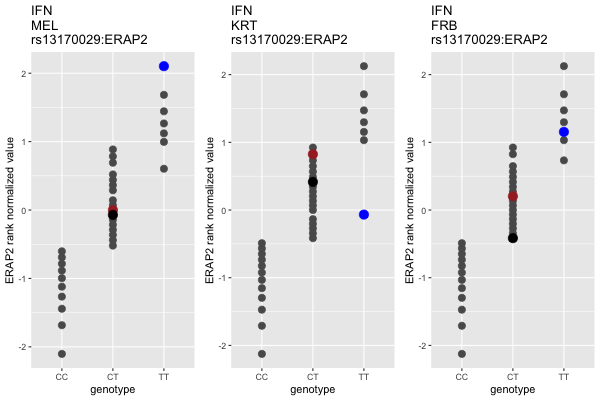 IFN
MEL
rs13170029:ERAP2
ERAP2 rank normalized value
2
1
0
-1
-2
CC CT TT
genotype
IFN
KRT
rs13170029:ERAP2
ERAP2 rank normalized value
2
1
0
-1
-2
CC CT TT
genotype
IFN
FRB
rs13170029:ERAP2
ERAP2 rank normalized value
2
1
0
-1
-2
CC CT TT
genotype